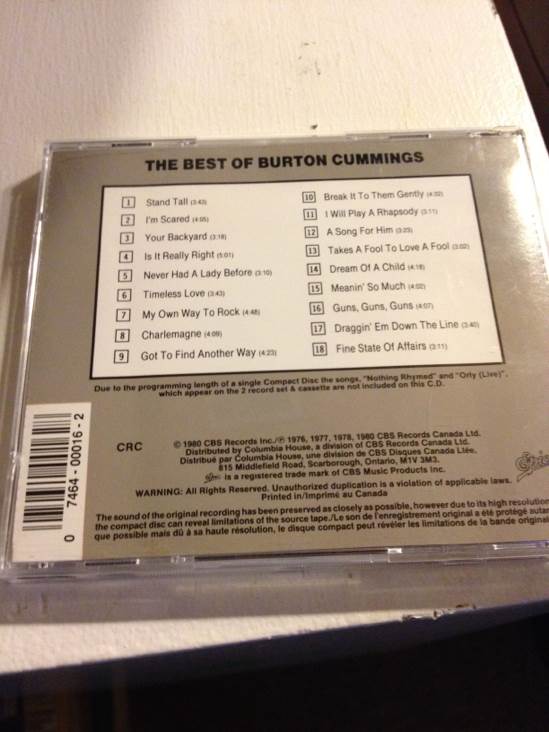 THE BEST OF BURTON CUMMINGS
1 Stand Tall (3:43)
2 I'm Scared (4:05)
3 Your Backyard (3:18)
4 Is It Really Right (5:01)
5 Never Had A Lady Before (3:10)
6 Timeless Love (3:43)
7 My Own Way To Rock (4:48)
8 Charlemagne (4:09)
9 Got To Find Another Way (4:23)
10 Break It To Them Gently (4:32)
11 I Will Play A Rhapsody (3:11)
12 A Song For Him (3:23)
13 Takes A Fool To Love A Fool (3:02)
14 Dream Of A Child (4:18)
15 Meanin' So Much (4:02)
16 Guns, Guns, Guns (4:07)
17 Draggin' Em Down The Line (3:40)
18 Fine State Of Affairs (3:11)
Due to the programming length of a single Compact Disc the songs, "Nothing Rhymed" and "Orly (Live)",
which appear on the 2 record set & cassette are not included on this C.D.
0 7464-00016-2
CRC
© 1980 CBS Records Inc./℗ 1976, 1977, 1978, 1980 CBS Records Canada Ltd.
Distributed by Columbia House, a division of CBS Records Canada Ltd.
Distribué par Columbia House, une division de CBS Disques Canada Ltée,
815 Middlefield Road, Scarborough, Ontario, M1V 3M3.
Epic is a registered trade mark of CBS Music Products Inc.
Epic
WARNING: All Rights Reserved. Unauthorized duplication is a violation of applicable laws.
Printed in/Imprimé au Canada
The sound of the original recording has been preserved as closely as possible, however due to its high resolution
the compact disc can reveal limitations of the source tape./Le son de l'enregistrement original a été protégé autan
que possible mais dû à sa haute résolution, le disque compact peut révéler les limitations de la bande original